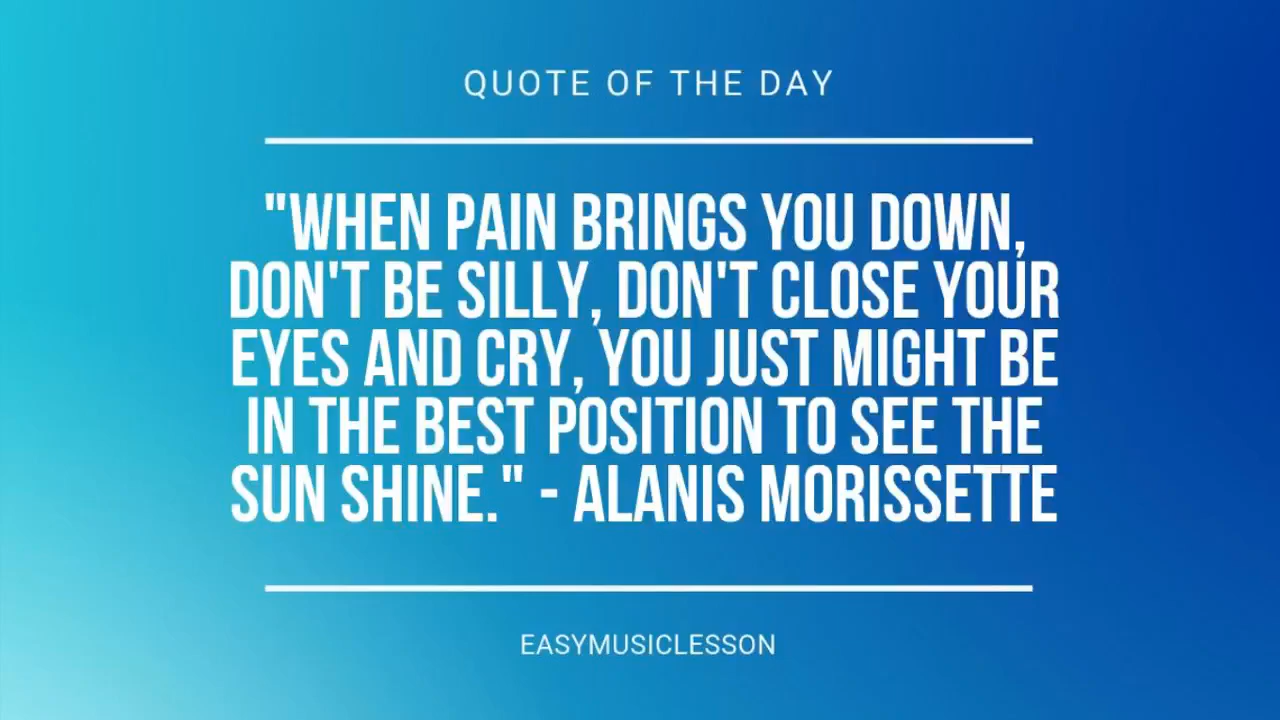 QUOTE OF THE DAY
"WHEN PAIN BRINGS YOU DOWN,
DON'T BE SILLY, DON'T CLOSE YOUR
EYES AND CRY, YOU JUST MIGHT BE
IN THE BEST POSITION TO SEE THE
SUN SHINE." - ALANIS MORISSETTE
EASYMUSICLESSON